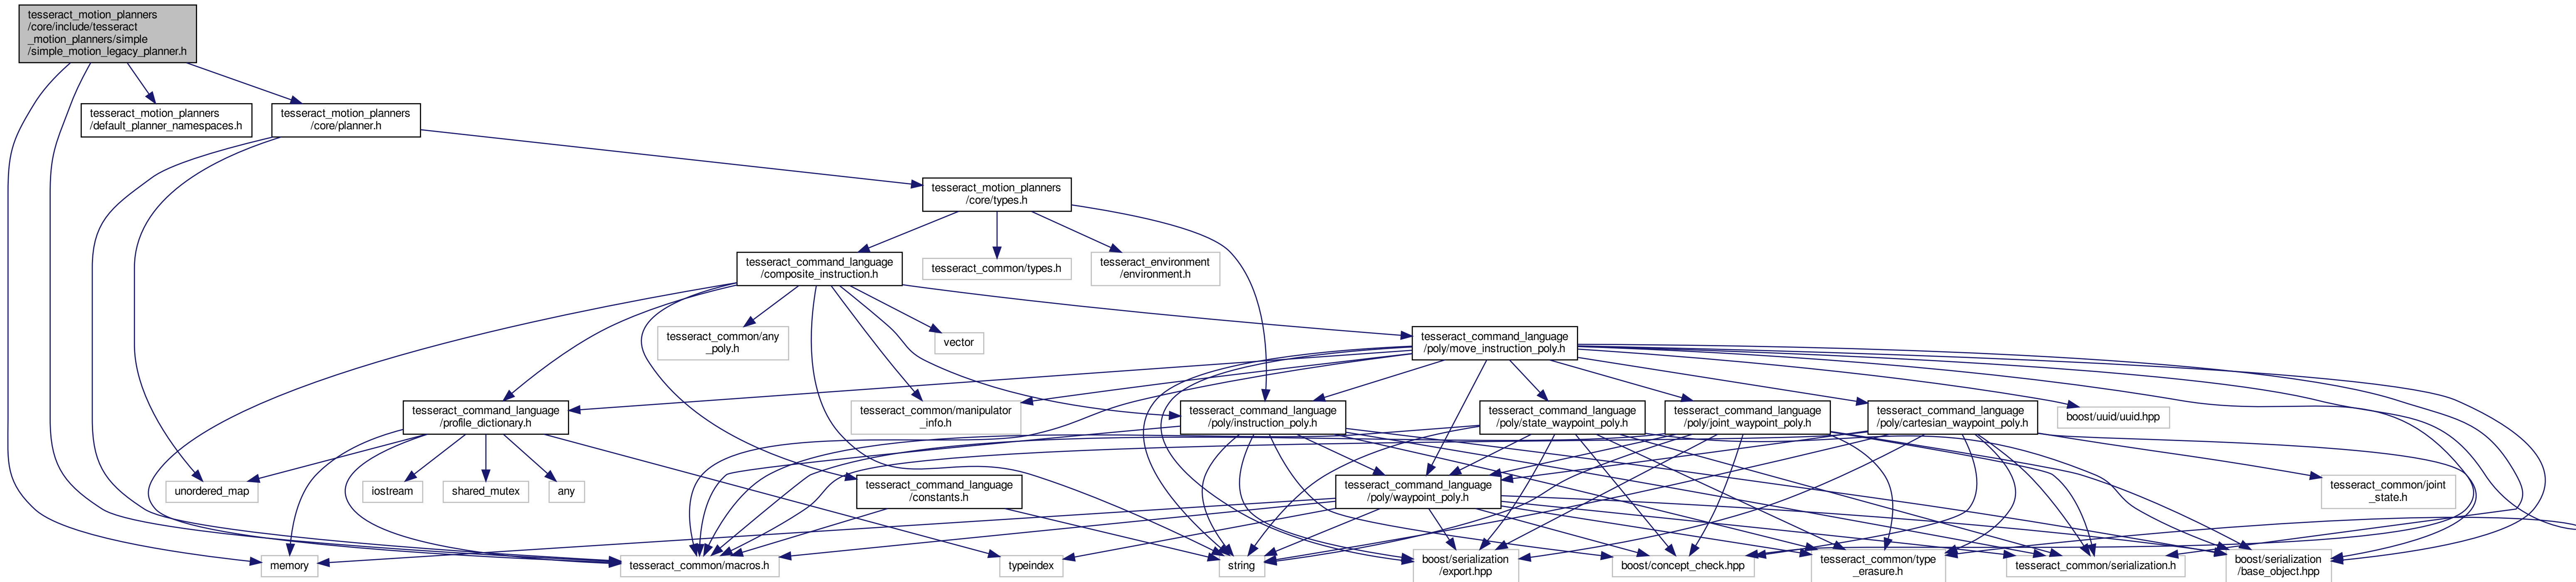 tesseract_motion_planners
/core/include/tesseract
_motion_planners/simple
/simple_motion_legacy_planner.h
tesseract_motion_planners
/default_planner_namespaces.h
tesseract_motion_planners
/core/planner.h
tesseract_motion_planners
/core/types.h
tesseract_command_language
/composite_instruction.h
tesseract_common/types.h
tesseract_environment
/environment.h
tesseract_common/any
_poly.h
vector
tesseract_command_language
/poly/move_instruction_poly.h
tesseract_command_language
/profile_dictionary.h
tesseract_common/manipulator
_info.h
tesseract_command_language
/poly/instruction_poly.h
tesseract_command_language
/poly/state_waypoint_poly.h
tesseract_command_language
/poly/joint_waypoint_poly.h
tesseract_command_language
/poly/cartesian_waypoint_poly.h
boost/uuid/uuid.hpp
unordered_map
iostream
shared_mutex
any
tesseract_command_language
/constants.h
tesseract_command_language
/poly/waypoint_poly.h
tesseract_common/joint
_state.h
memory
tesseract_common/macros.h
typeindex
string
boost/serialization
/export.hpp
boost/concept_check.hpp
tesseract_common/type
_erasure.h
tesseract_common/serialization.h
boost/serialization
/base_object.hpp